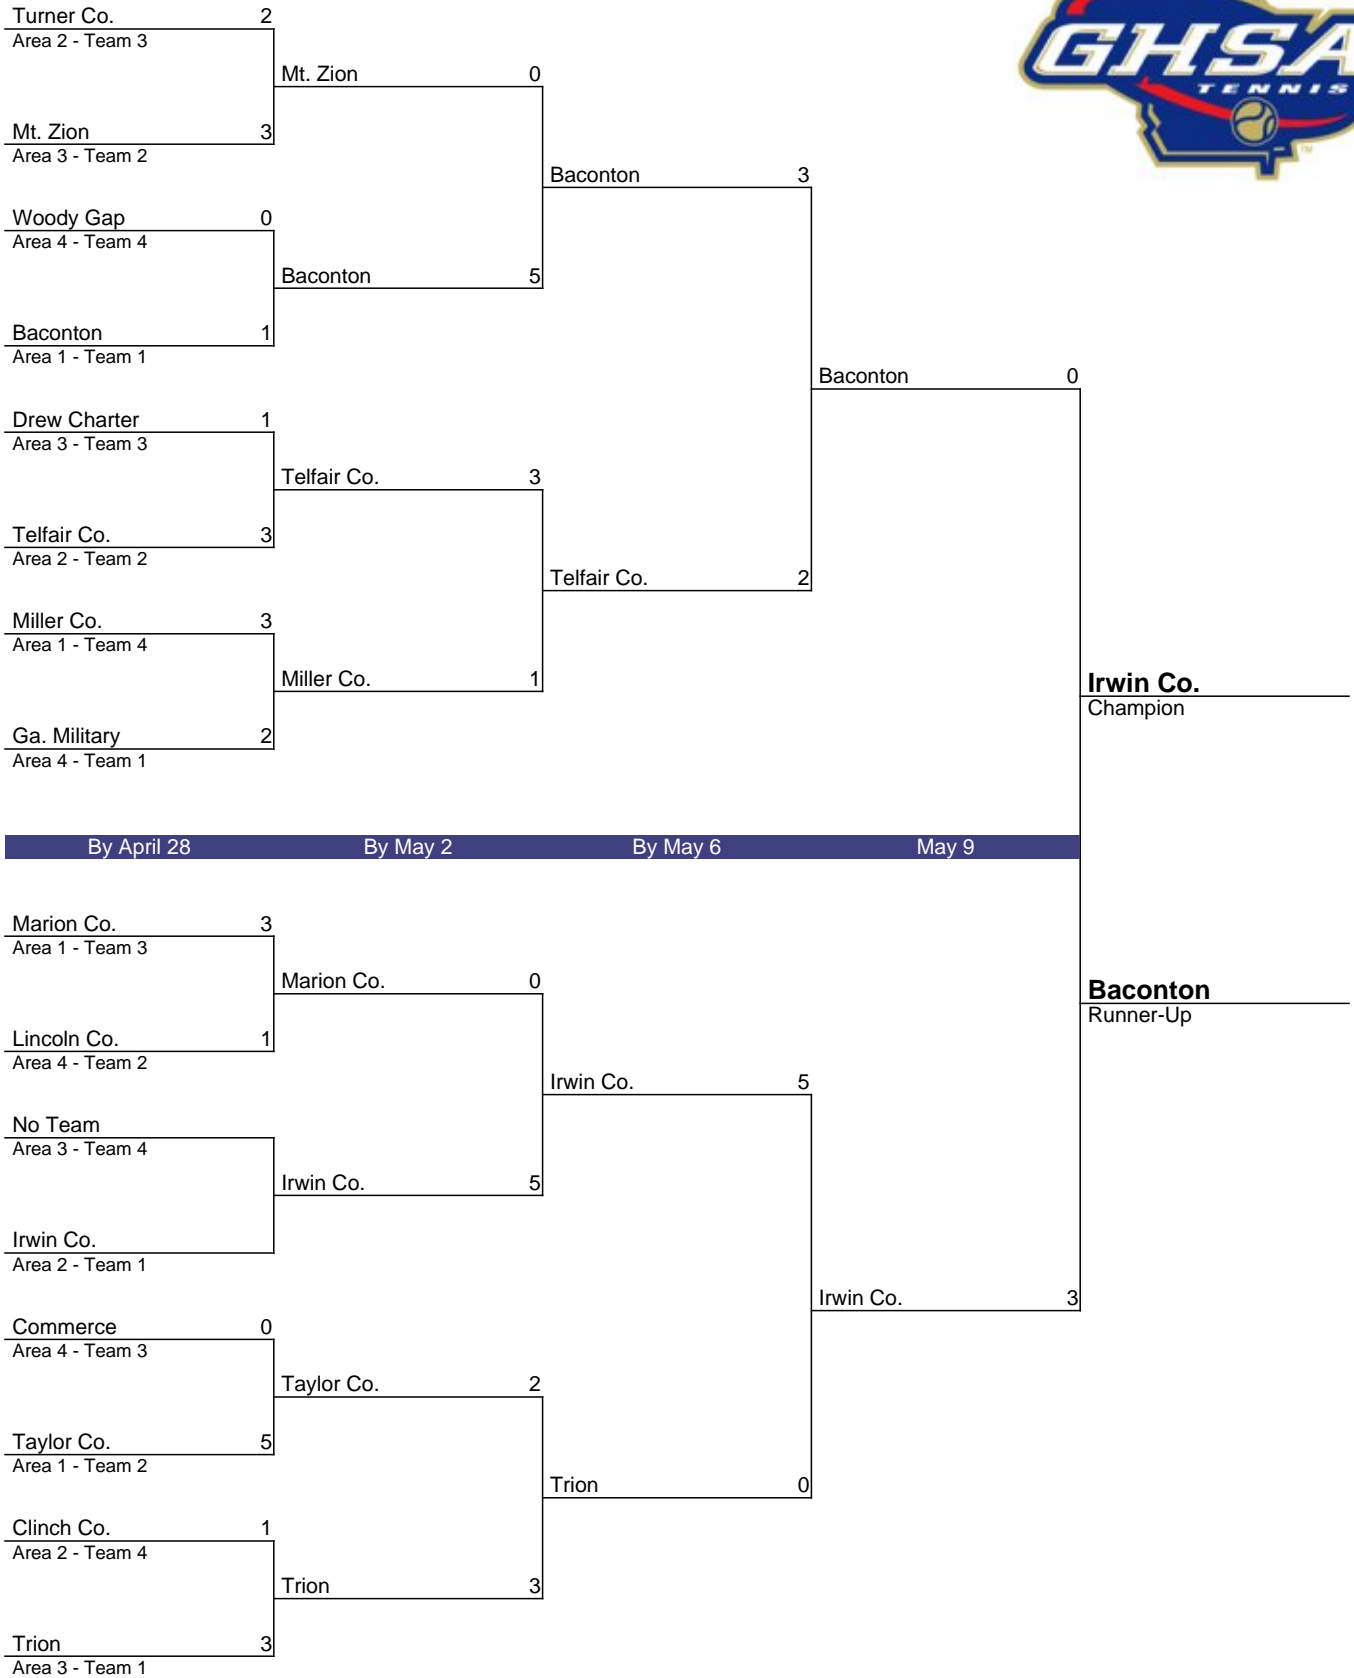 GHSA
TENNIS
TM
Turner Co. 2
Area 2 - Team 3
Mt. Zion 0
Mt. Zion 3
Area 3 - Team 2
Baconton 3
Woody Gap 0
Area 4 - Team 4
Baconton 5
Baconton 1
Area 1 - Team 1
Baconton 0
Drew Charter 1
Area 3 - Team 3
Telfair Co. 3
Telfair Co. 3
Area 2 - Team 2
Telfair Co. 2
Miller Co. 3
Area 1 - Team 4
Miller Co. 1
Irwin Co.
Champion
Ga. Military 2
Area 4 - Team 1
By April 28 By May 2 By May 6 May 9
Marion Co. 3
Area 1 - Team 3
Marion Co. 0
Baconton
Runner-Up
Lincoln Co. 1
Area 4 - Team 2
Irwin Co. 5
No Team
Area 3 - Team 4
Irwin Co. 5
Irwin Co.
Area 2 - Team 1
Irwin Co. 3
Commerce 0
Area 4 - Team 3
Taylor Co. 2
Taylor Co. 5
Area 1 - Team 2
Trion 0
Clinch Co. 1
Area 2 - Team 4
Trion 3
Trion 3
Area 3 - Team 1